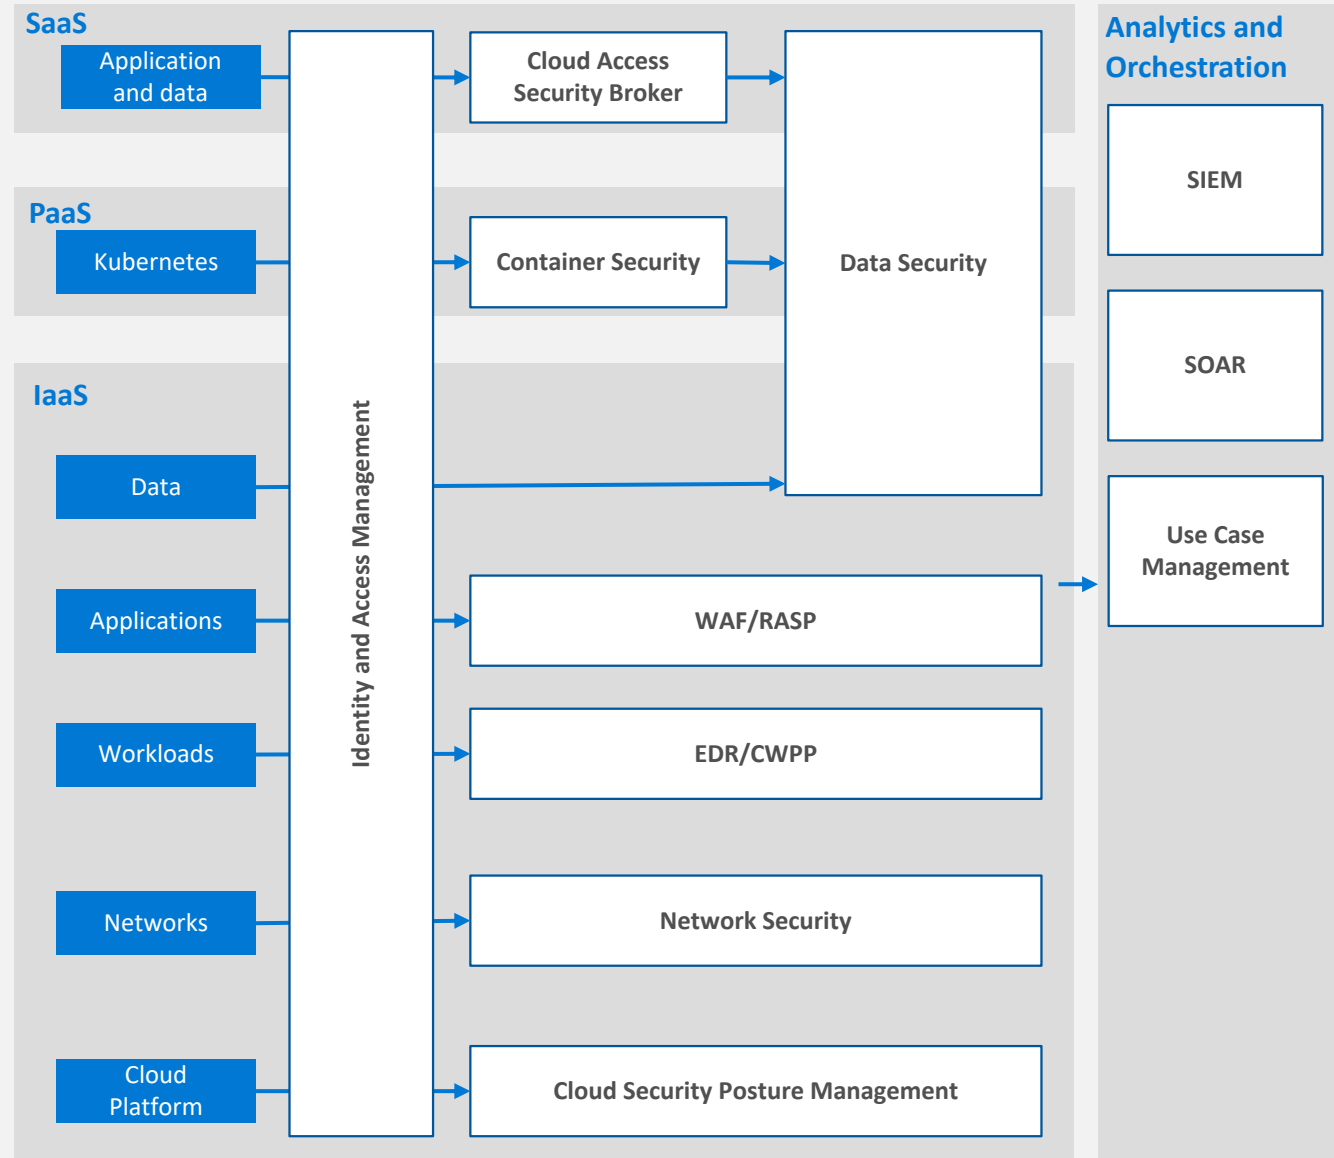 SaaS
Application
and data
Cloud Access
Security Broker
PaaS
Kubernetes
Container Security
Data Security
IaaS
Data
Applications
Workloads
Networks
Cloud
Platform
Identity and Access Management
WAF/RASP
EDR/CWPP
Network Security
Cloud Security Posture Management
Analytics and
Orchestration
SIEM
SOAR
Use Case
Management